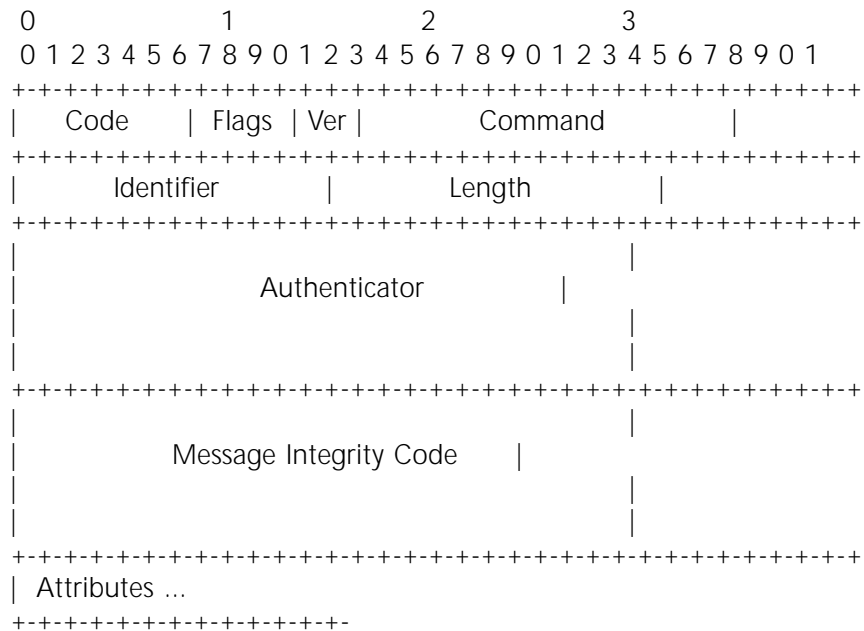 0 1 2 3
0 1 2 3 4 5 6 7 8 9 0 1 2 3 4 5 6 7 8 9 0 1 2 3 4 5 6 7 8 9 0 1
+-+-+-+-+-+-+-+-+-+-+-+-+-+-+-+-+-+-+-+-+-+-+-+-+-+-+-+-+-+-+-+-+
| Code | Flags | Ver | Command |
+-+-+-+-+-+-+-+-+-+-+-+-+-+-+-+-+-+-+-+-+-+-+-+-+-+-+-+-+-+-+-+-+
| Identifier | Length |
+-+-+-+-+-+-+-+-+-+-+-+-+-+-+-+-+-+-+-+-+-+-+-+-+-+-+-+-+-+-+-+-+
| |
| Authenticator |
| |
| |
+-+-+-+-+-+-+-+-+-+-+-+-+-+-+-+-+-+-+-+-+-+-+-+-+-+-+-+-+-+-+-+-+
| |
| Message Integrity Code |
| |
| |
+-+-+-+-+-+-+-+-+-+-+-+-+-+-+-+-+-+-+-+-+-+-+-+-+-+-+-+-+-+-+-+-+
| Attributes ...
+-+-+-+-+-+-+-+-+-+-+-+-+-